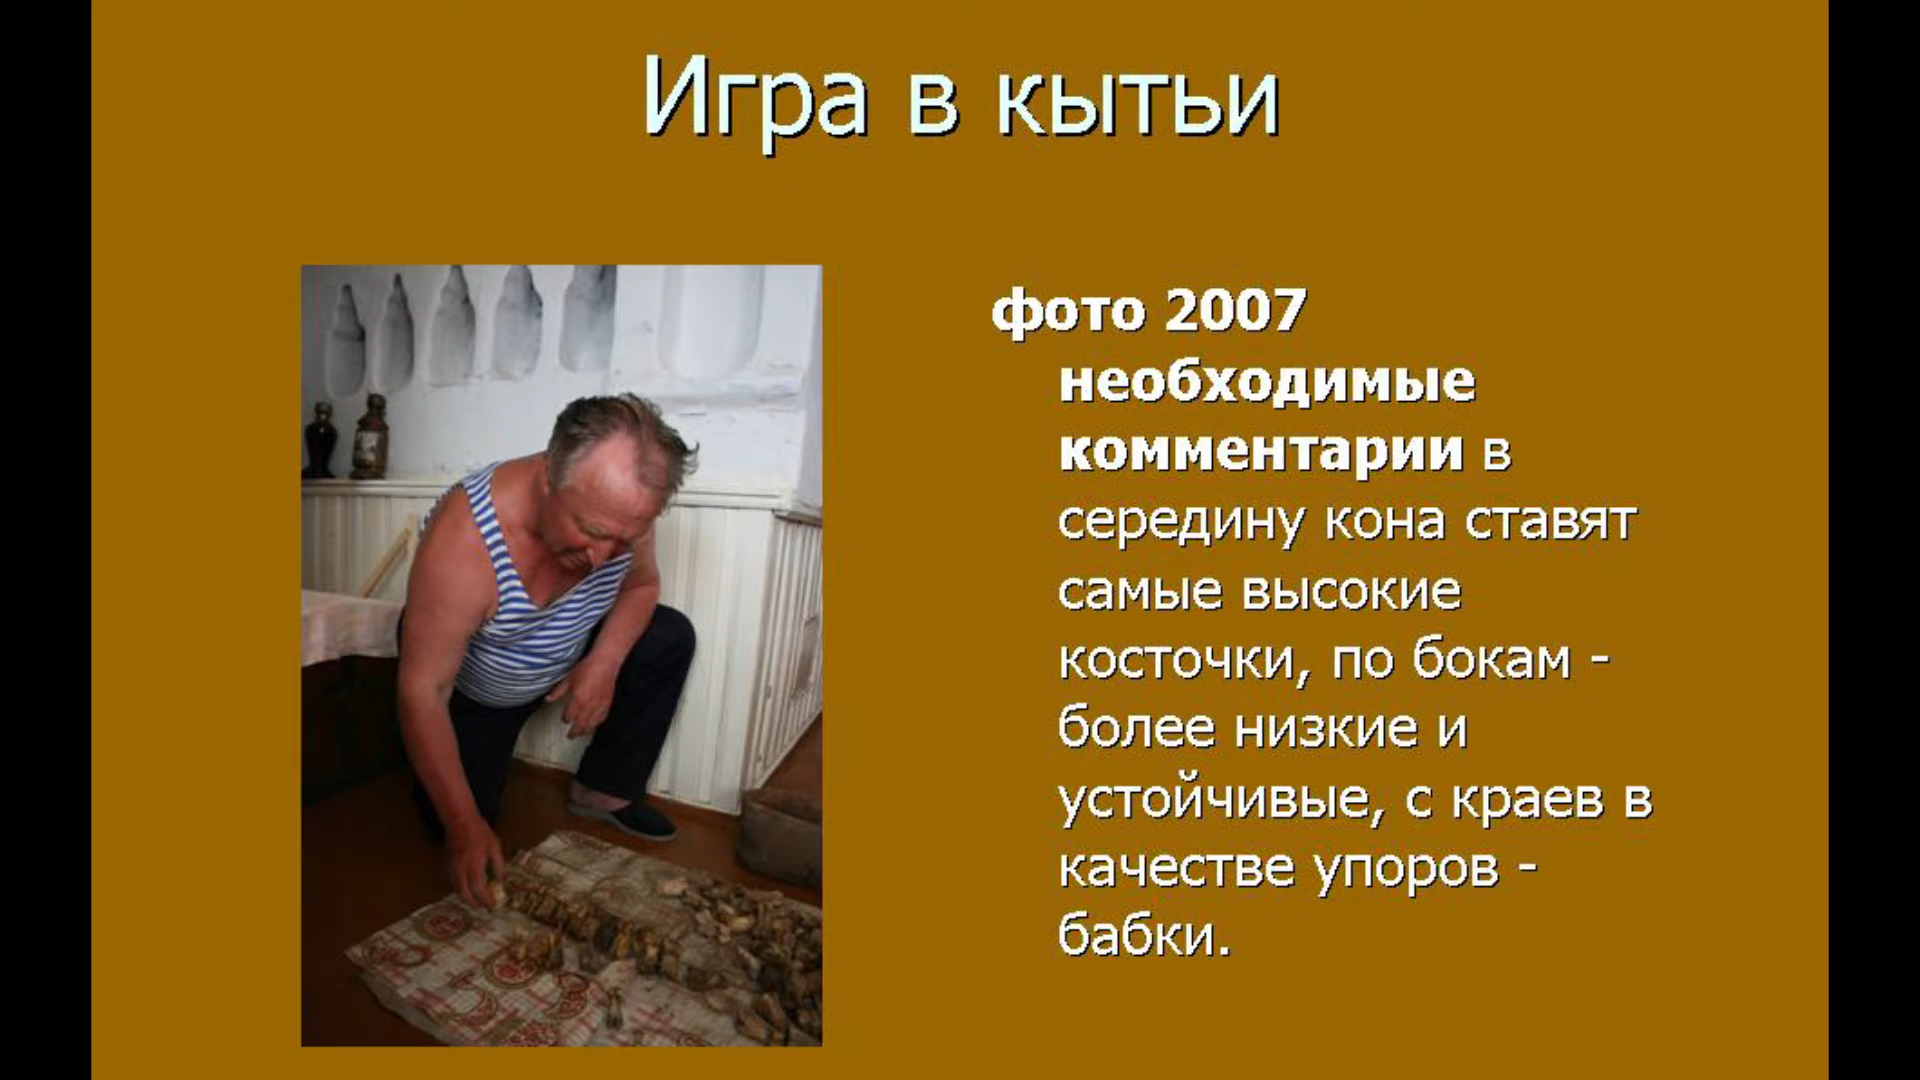 Игра в кытьи
фото 2007
необходимые
комментарии в
середину кона ставят
самые высокие
косточки, по бокам -
более низкие и
устойчивые, с краев в
качестве упоров -
бабки.